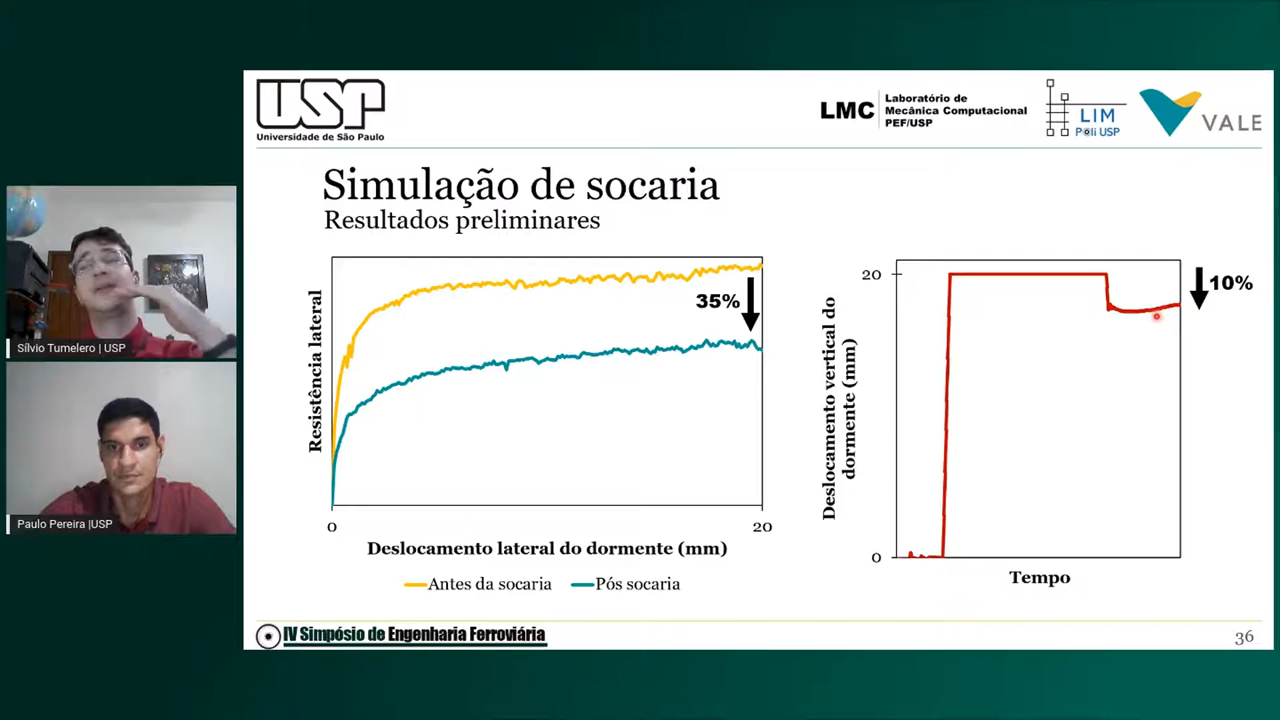 USP
Universidade de São Paulo
LMC
Laboratório de
Mecânica Computacional
PEF/USP
LIM
Poli USP
VALE
Simulação de socaria
Resultados preliminares
Resistência lateral
35%
0
20
Deslocamento lateral do dormente (mm)
Antes da socaria
Pós socaria
Deslocamento vertical do
dormente (mm)
20
0
10%
Tempo
Sílvio Tumelero | USP
Paulo Pereira |USP
IV Simpósio de Engenharia Ferroviária
36